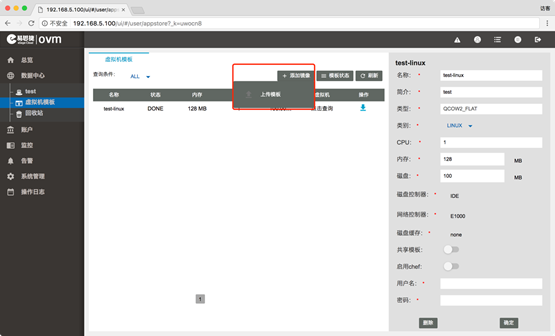 192.168.5.100/ui/#/user/apps
访客
不安全 192.168.5.100/ui/#/user/appstore?_k=uwocn8
易思捷 ovm
总览
数据中心
test
虚拟机模板
回收站
账户
监控
告警
系统管理
操作日志
虚拟机模板
查询条件: ALL
+ 添加镜像 模板状态 刷新
上传模板
名称 状态 内存 虚拟机 操作
test-linux DONE 128 MB 点击查询
1
test-linux
名称: * test-linux
简介: * test
类型: * QCOW2_FLAT
类别: * LINUX
CPU: * 1
内存: * 128 MB
磁盘: * 100 MB
磁盘控制器: * IDE
网络控制器: * E1000
磁盘缓存: * none
共享模板: *
启用chef: *
用户名: *
密码: *
删除 确定